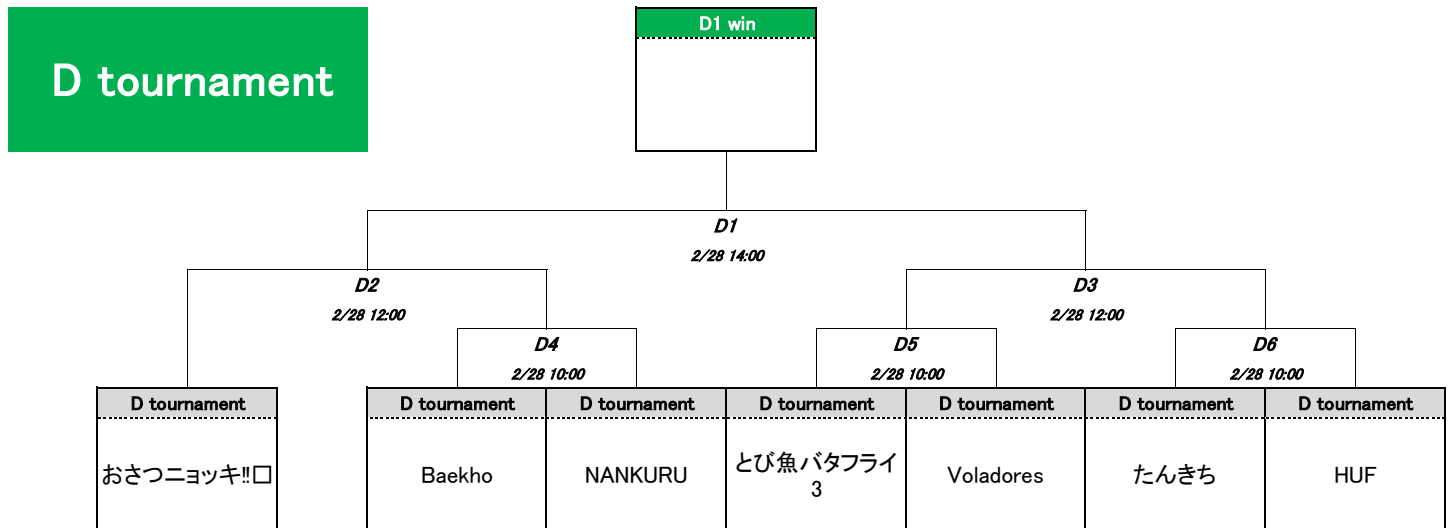 D tournament
D1 win
D1
2/28 14:00
D2
2/28 12:00
D3
2/28 12:00
D4
2/28 10:00
D5
2/28 10:00
D6
2/28 10:00
D tournament
D tournament
D tournament
D tournament
D tournament
D tournament
D tournament
おさつニョッキ‼□
Baekho
NANKURU
とび魚バタフライ
3
Voladores
たんきち
HUF